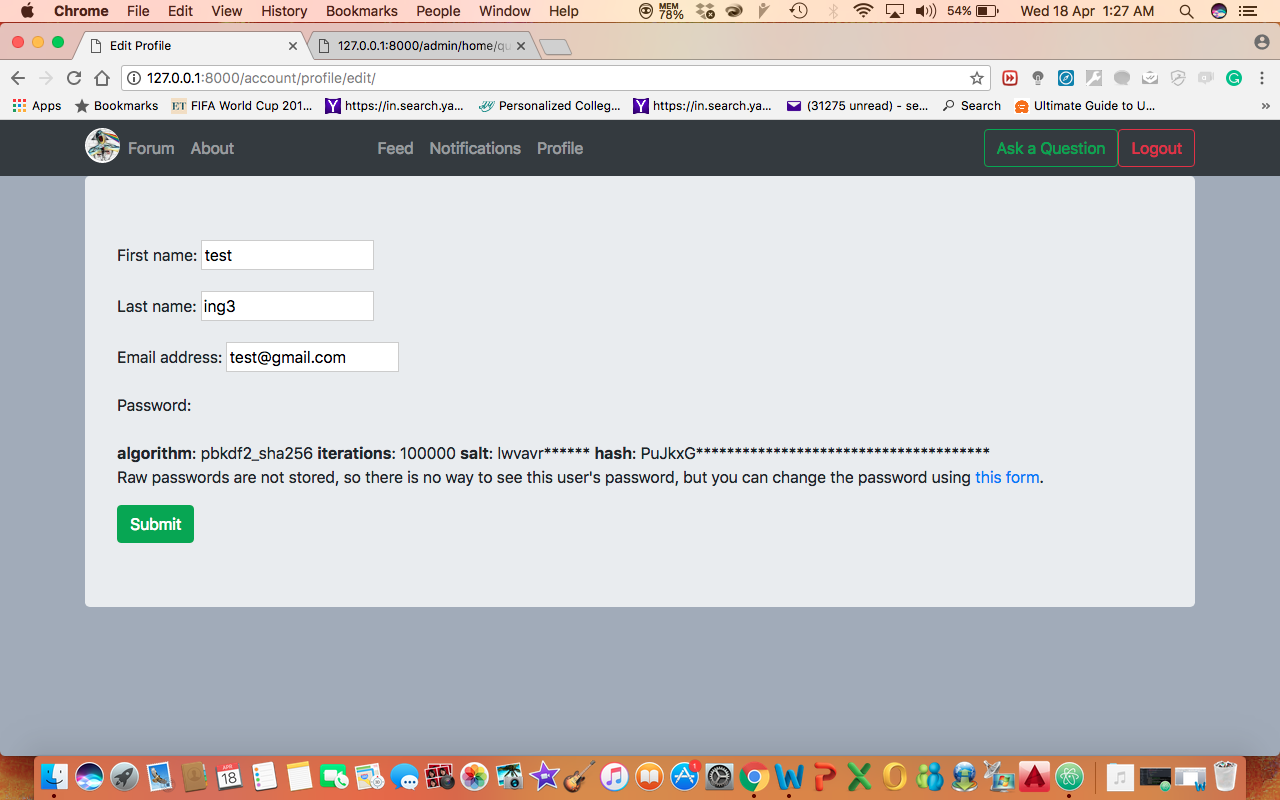 Chrome File Edit View History Bookmarks People Window Help MEM 78% 54% Wed 18 Apr 1:27 AM
Edit Profile 127.0.0.1:8000/admin/home/qu
127.0.0.1:8000/account/profile/edit/
Apps Bookmarks ET FIFA World Cup 201... https://in.search.ya... Personalized Colleg... https://in.search.ya... (31275 unread) - se... Search Ultimate Guide to U... »
Forum About Feed Notifications Profile Ask a Question Logout
First name: test
Last name: ing3
Email address: test@gmail.com
Password:
algorithm: pbkdf2_sha256 iterations: 100000 salt: lwvavr****** hash: PuJkxG**************************************
Raw passwords are not stored, so there is no way to see this user's password, but you can change the password using this form.
Submit
APR 18 1